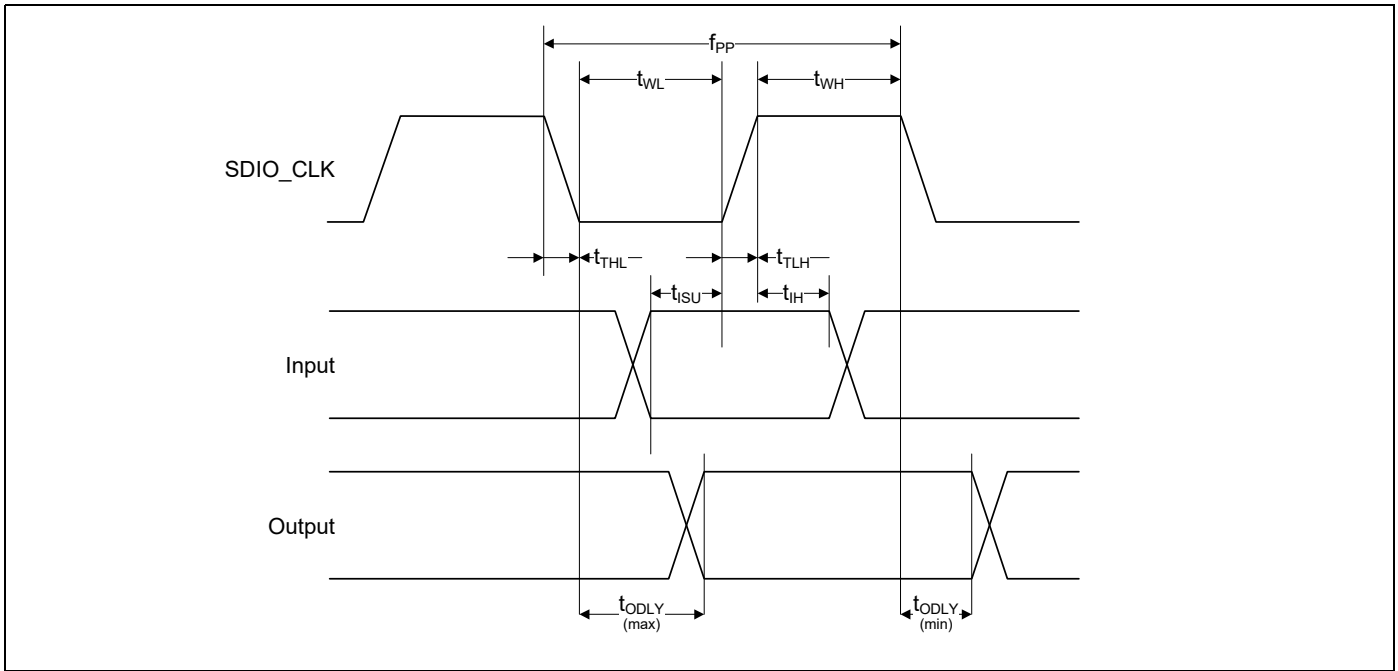 fPP
tWL
tWH
SDIO_CLK
tTHL
tTLH
tISU
tIH
Input
Output
tODLY
(max)
tODLY
(min)